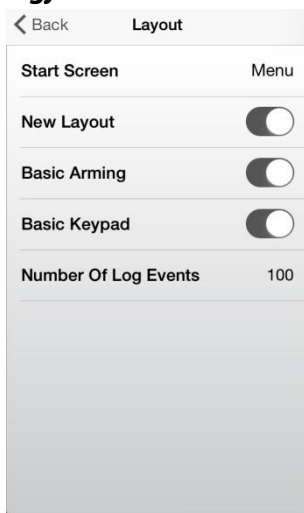 Back Layout
Start Screen Menu
New Layout
Basic Arming
Basic Keypad
Number Of Log Events 100